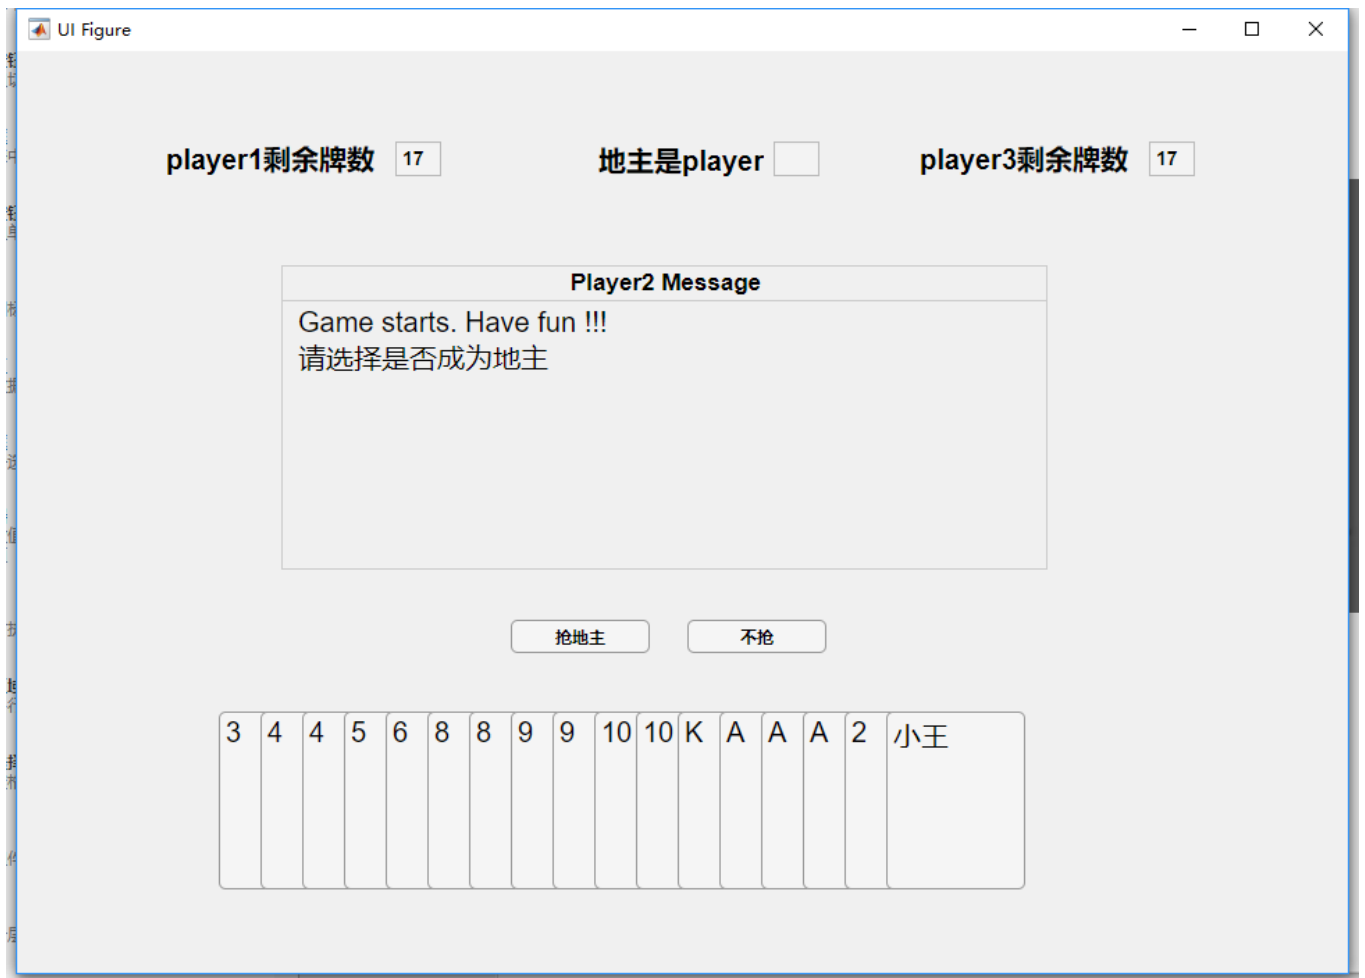 UI Figure
player1剩余牌数 17
地主是player
player3剩余牌数 17
Player2 Message
Game starts. Have fun !!!
请选择是否成为地主
抢地主 不抢
3 4 4 5 6 8 8 9 9 10 10 K A A A 2 小王